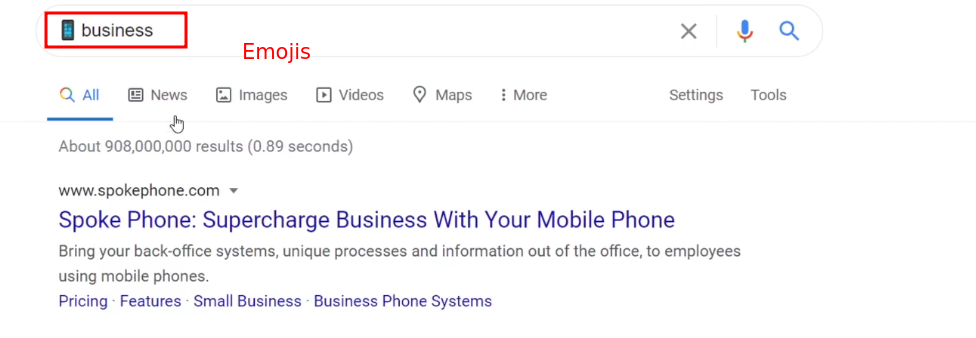 📱 business
Emojis
All News Images Videos Maps More Settings Tools
About 908,000,000 results (0.89 seconds)
www.spokephone.com
Spoke Phone: Supercharge Business With Your Mobile Phone
Bring your back-office systems, unique processes and information out of the office, to employees
using mobile phones.
Pricing · Features · Small Business · Business Phone Systems